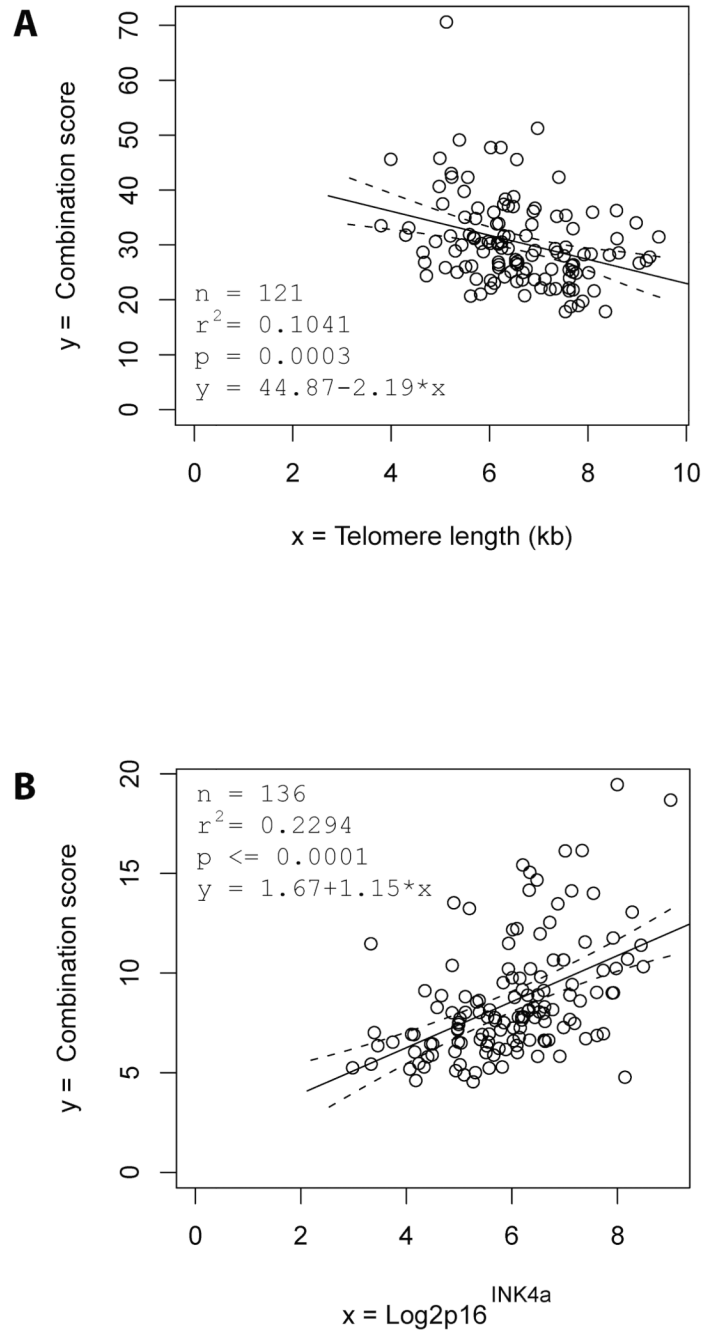 A
y = Combination score
70
60
50
40
30
20
10
0
n = 121
r²= 0.1041
p = 0.0003
y = 44.87-2.19*x
0 2 4 6 8 10
x = Telomere length (kb)
B
y = Combination score
20
15
10
5
0
n = 136
r²= 0.2294
p <= 0.0001
y = 1.67+1.15*x
0 2 4 6 8
x = Log2p16 INK4a